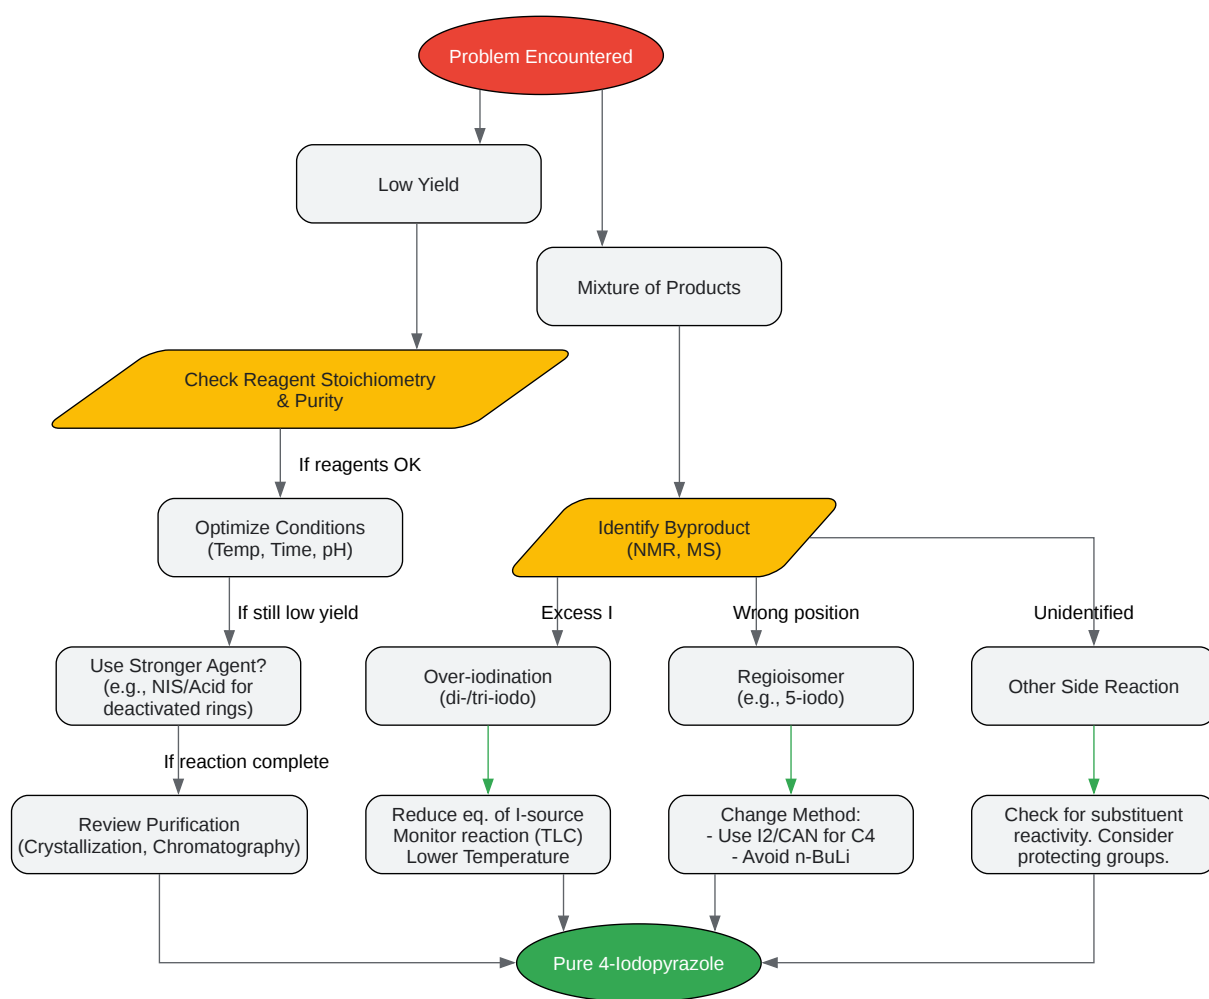 Problem Encountered
Low Yield
Mixture of Products
Check Reagent Stoichiometry
& Purity
If reagents OK
Optimize Conditions
(Temp, Time, pH)
Identify Byproduct
(NMR, MS)
If still low yield
Excess I
Wrong position
Unidentified
Use Stronger Agent?
(e.g., NIS/Acid for
deactivated rings)
Over-iodination
(di-/tri-iodo)
Regioisomer
(e.g., 5-iodo)
Other Side Reaction
If reaction complete
Review Purification
(Crystallization, Chromatography)
Reduce eq. of I-source
Monitor reaction (TLC)
Lower Temperature
Change Method:
- Use I2/CAN for C4
- Avoid n-BuLi
Check for substituent
reactivity. Consider
protecting groups.
Pure 4-Iodopyrazole